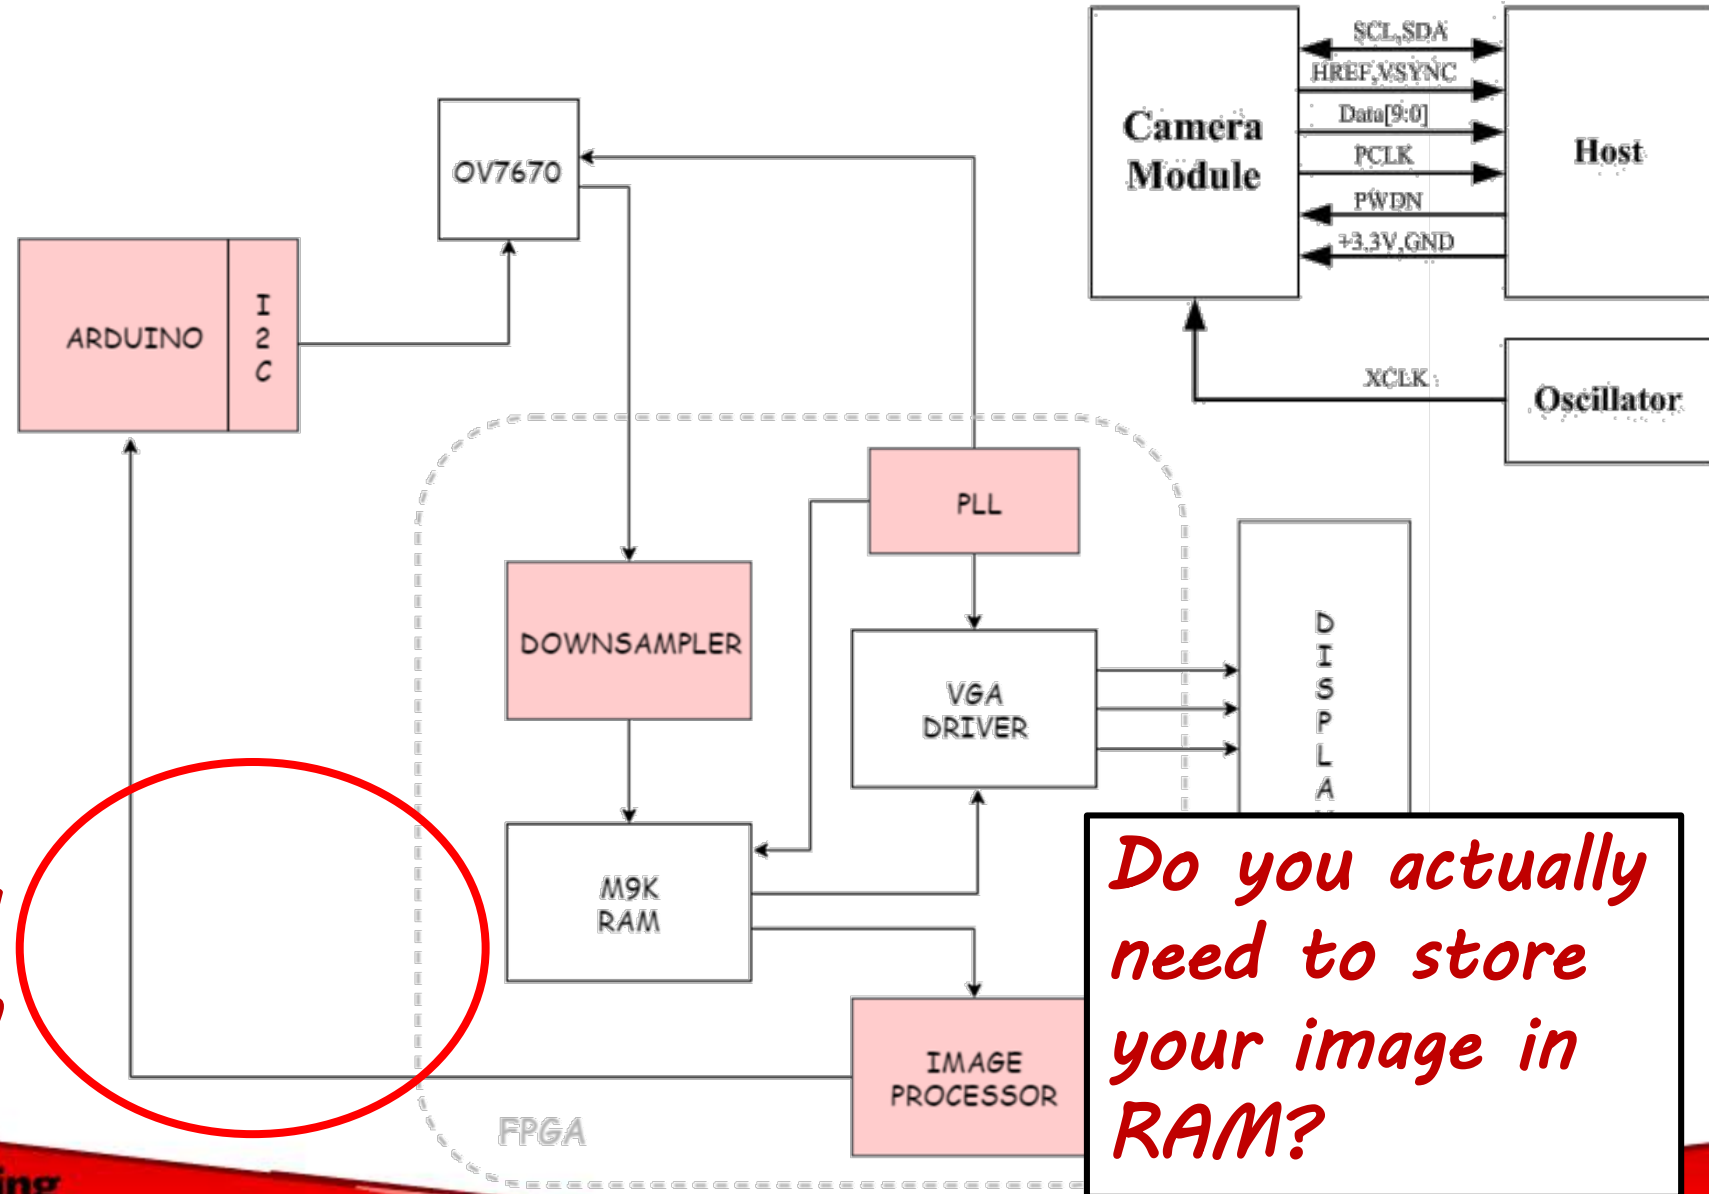 SCL,SDA
HREF,VSYNC
Data[9:0]
PCLK
PWDN
+3.3V,GND
Camera
Module
Host
XCLK
Oscillator
OV7670
ARDUINO
I
2
C
PLL
DOWNSAMPLER
VGA
DRIVER
D
I
S
P
L
A
M9K
RAM
IMAGE
PROCESSOR
FPGA
Do you actually
need to store
your image in
RAM?
ing